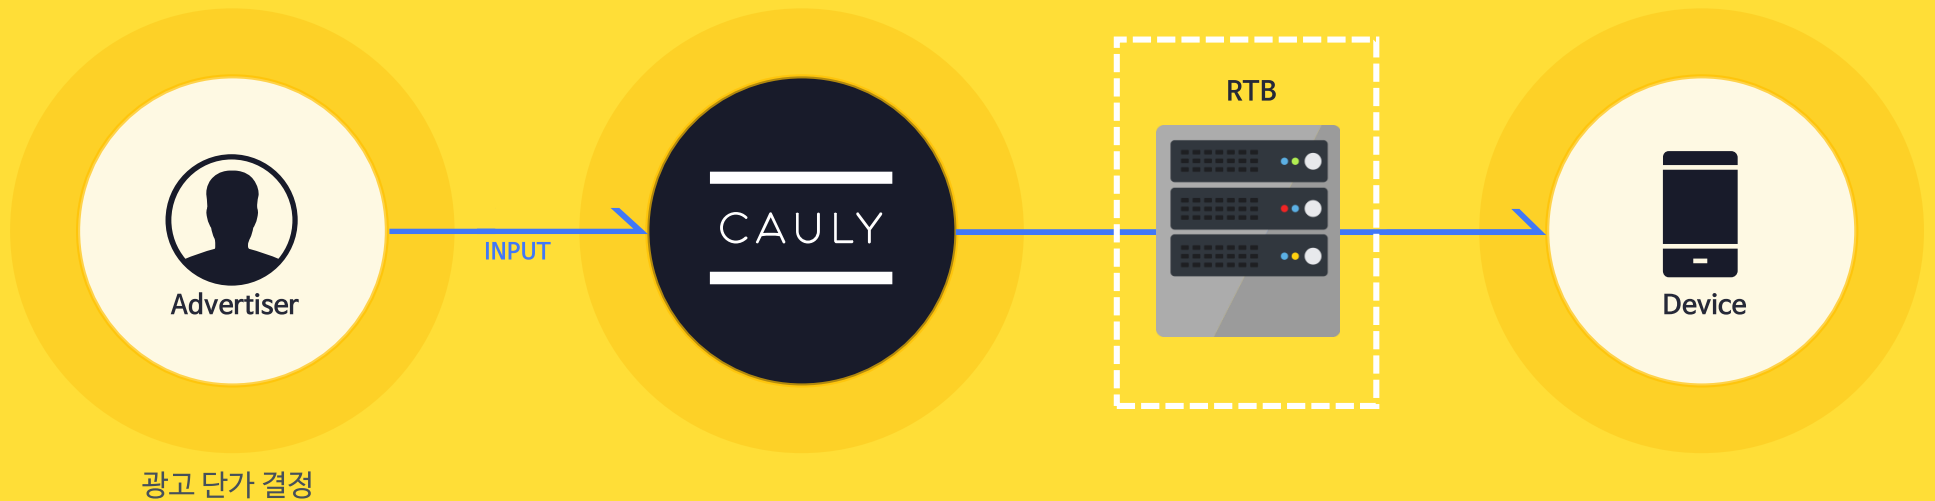 RTB
CAULY
INPUT
Advertiser
Device
광고 단가 결정